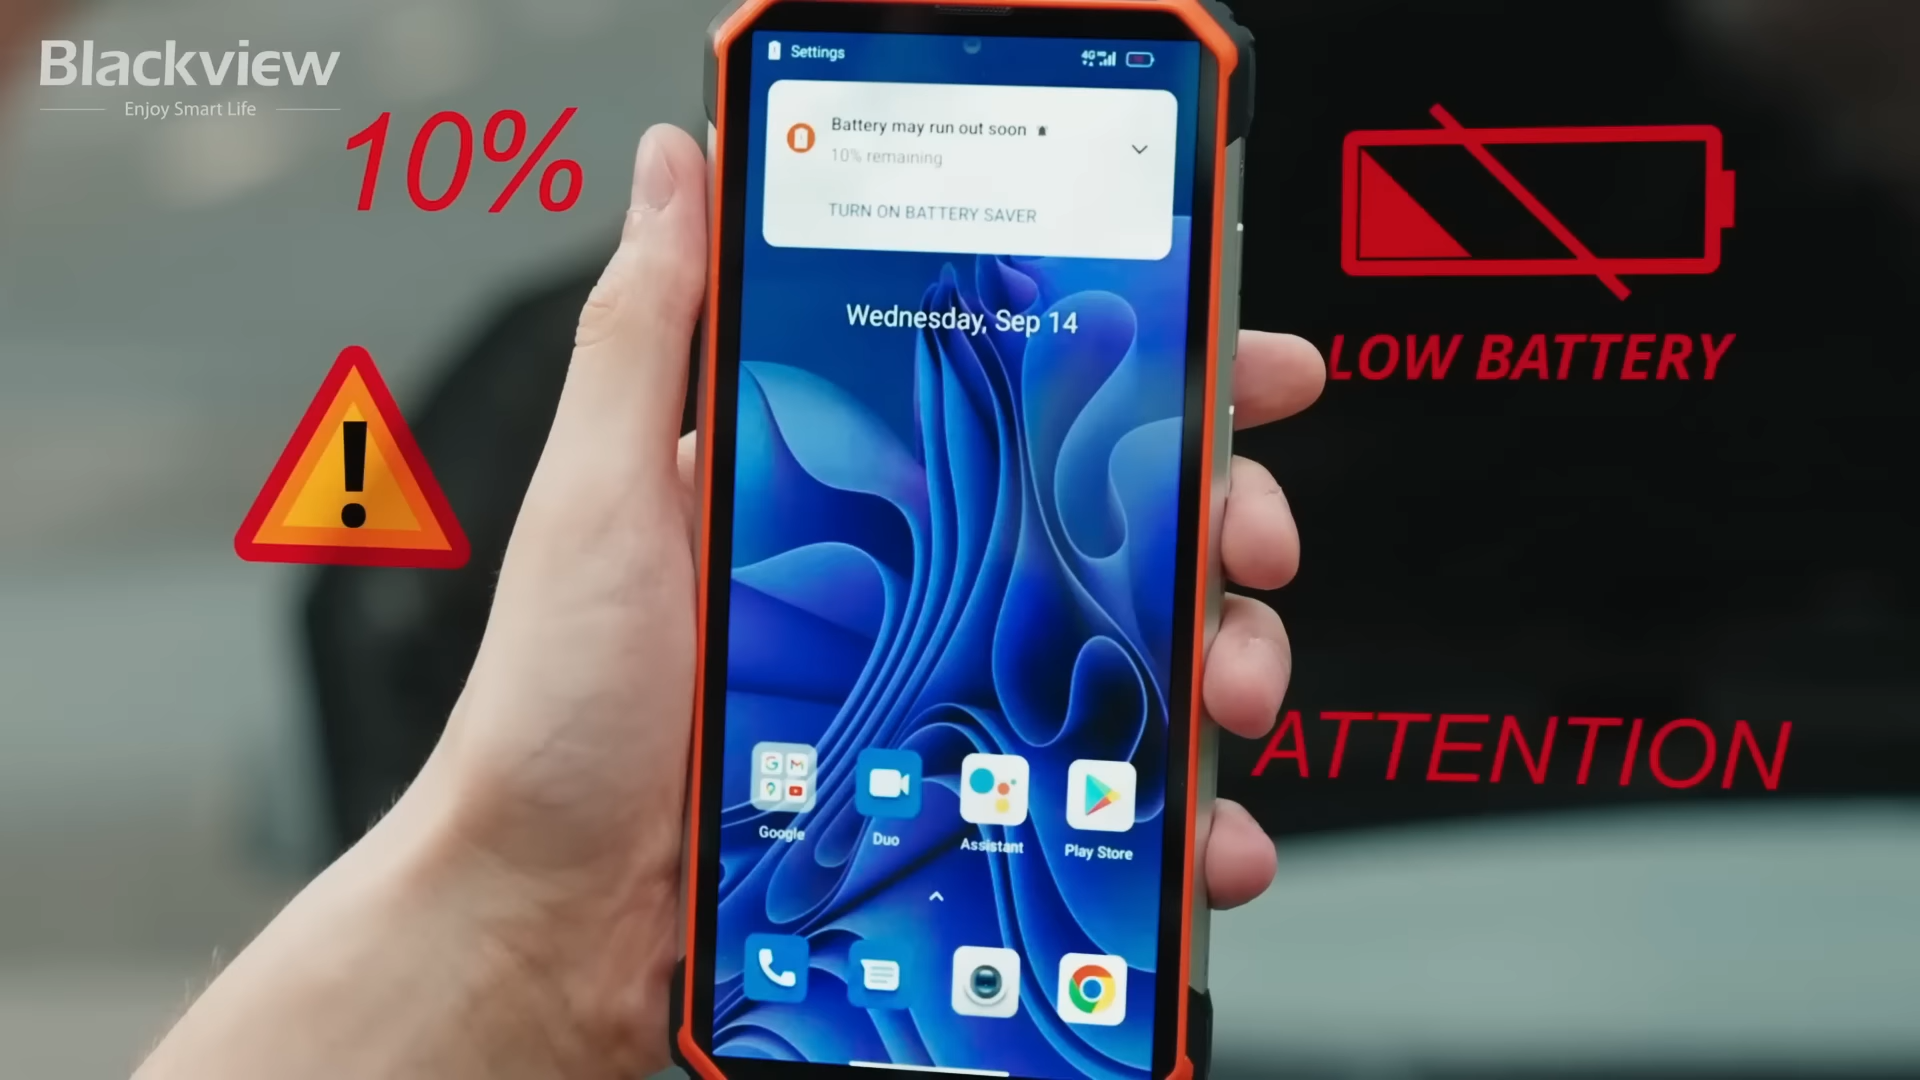 Blackview
Enjoy Smart Life
10%
Settings
4G
Battery may run out soon
10% remaining
TURN ON BATTERY SAVER
Wednesday, Sep 14
LOW BATTERY
!
ATTENTION
Google
Duo
Assistant
Play Store